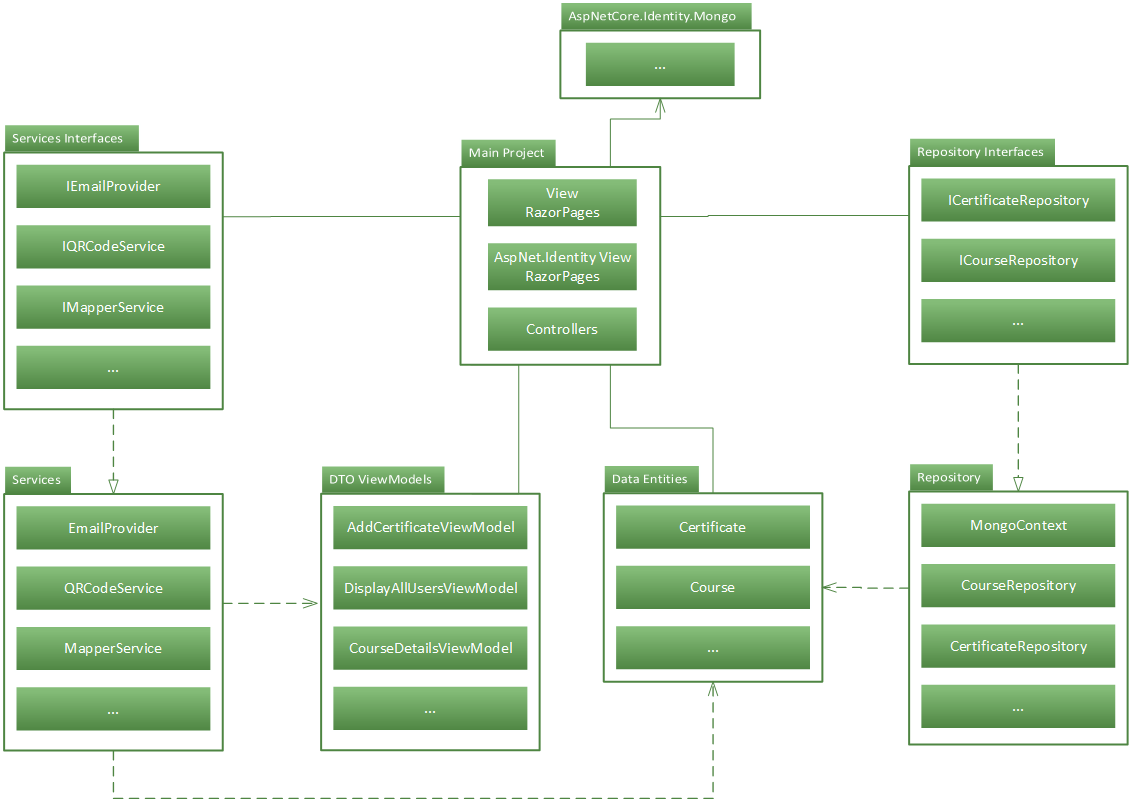 AspNetCore.Identity.Mongo
...
Services Interfaces
IEmailProvider
IQRCodeService
IMapperService
...
Main Project
View
RazorPages
AspNet.Identity View
RazorPages
Controllers
Repository Interfaces
ICertificateRepository
ICourseRepository
...
Services
EmailProvider
QRCodeService
MapperService
...
DTO ViewModels
AddCertificateViewModel
DisplayAllUsersViewModel
CourseDetailsViewModel
...
Data Entities
Certificate
Course
...
Repository
MongoContext
CourseRepository
CertificateRepository
...